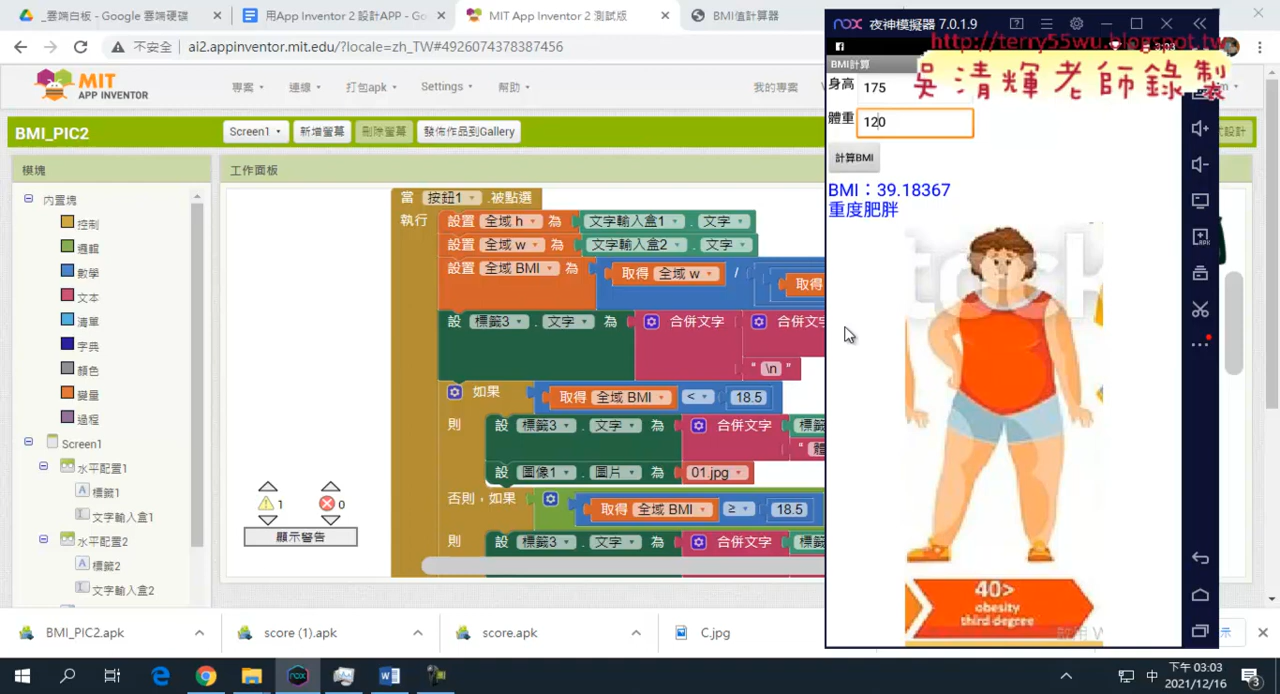 _雲端白板 - Google 雲端硬碟
用App Inventor 2 設計APP - G
MIT App Inventor 2 測試版
BMI值計算器
不安全
ai2.appinventor.mit.edu/?locale=zh_TW#4926074378387456
MIT
APP INVENTOR
專案
連線
打包apk
Settings
幫助
我的專案
BMI_PIC2
Screen1
新增螢幕
刪除螢幕
發佈作品到Gallery
模塊
工作面板
內置塊
控制
邏輯
數學
文本
清單
字典
顏色
變量
過程
Screen1
水平配置1
標籤1
文字輸入盒1
水平配置2
標籤2
文字輸入盒2
當 按鈕1 .被點選
執行 設置 全域 h 為 文字輸入盒1 . 文字
設置 全域 w 為 文字輸入盒2 . 文字
設置 全域 BMI 為 取得 全域 w / 取得
設 標籤3 . 文字 為 合併文字 合併文字
" \n "
如果 取得 全域 BMI < 18.5
則 設 標籤3 . 文字 為 合併文字 標籤
設 圖像1 . 圖片 為 01.jpg
否則，如果 取得 全域 BMI ≥ 18.5
則 設 標籤3 . 文字 為 合併文字 標籤
1 0
顯示警告
nox 夜神模擬器 7.0.1.9
http://terry55wu.blogspot.tw
吳清輝老師錄製
3:03
BMI計算
身高 175
體重 120
計算BMI
BMI：39.18367
重度肥胖
40>
obesity
third degree
BMI_PIC2.apk
score (1).apk
score.apk
C.jpg
中
下午 03:03
2021/12/16
3